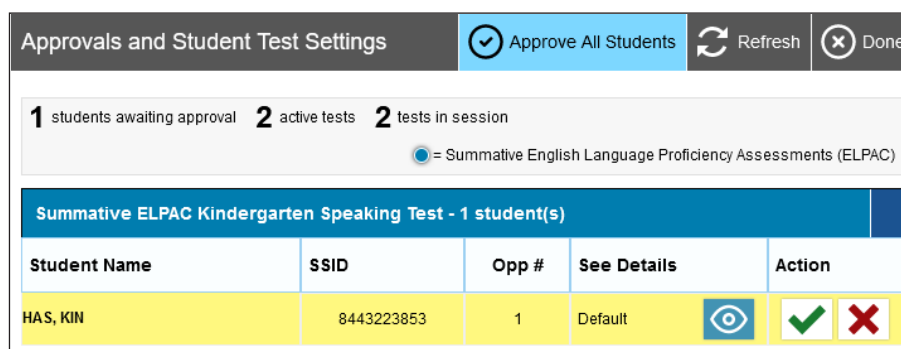 Approvals and Student Test Settings Approve All Students Refresh Done
1 students awaiting approval 2 active tests 2 tests in session
= Summative English Language Proficiency Assessments (ELPAC)
Summative ELPAC Kindergarten Speaking Test - 1 student(s)
Student Name SSID Opp # See Details Action
HAS, KIN 8443223853 1 Default